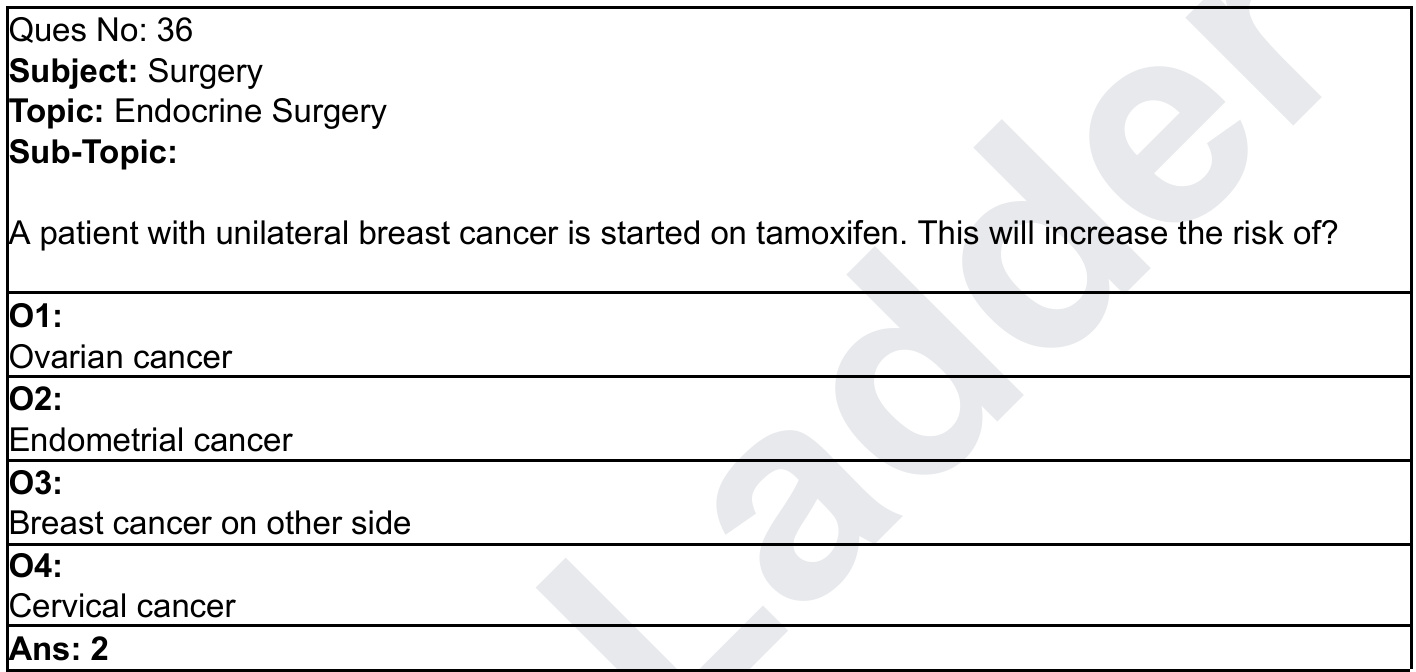 Ques No: 36
Subject: Surgery
Topic: Endocrine Surgery
Sub-Topic:
A patient with unilateral breast cancer is started on tamoxifen. This will increase the risk of?
O1:
Ovarian cancer
O2:
Endometrial cancer
O3:
Breast cancer on other side
O4:
Cervical cancer
Ans: 2
Ladder